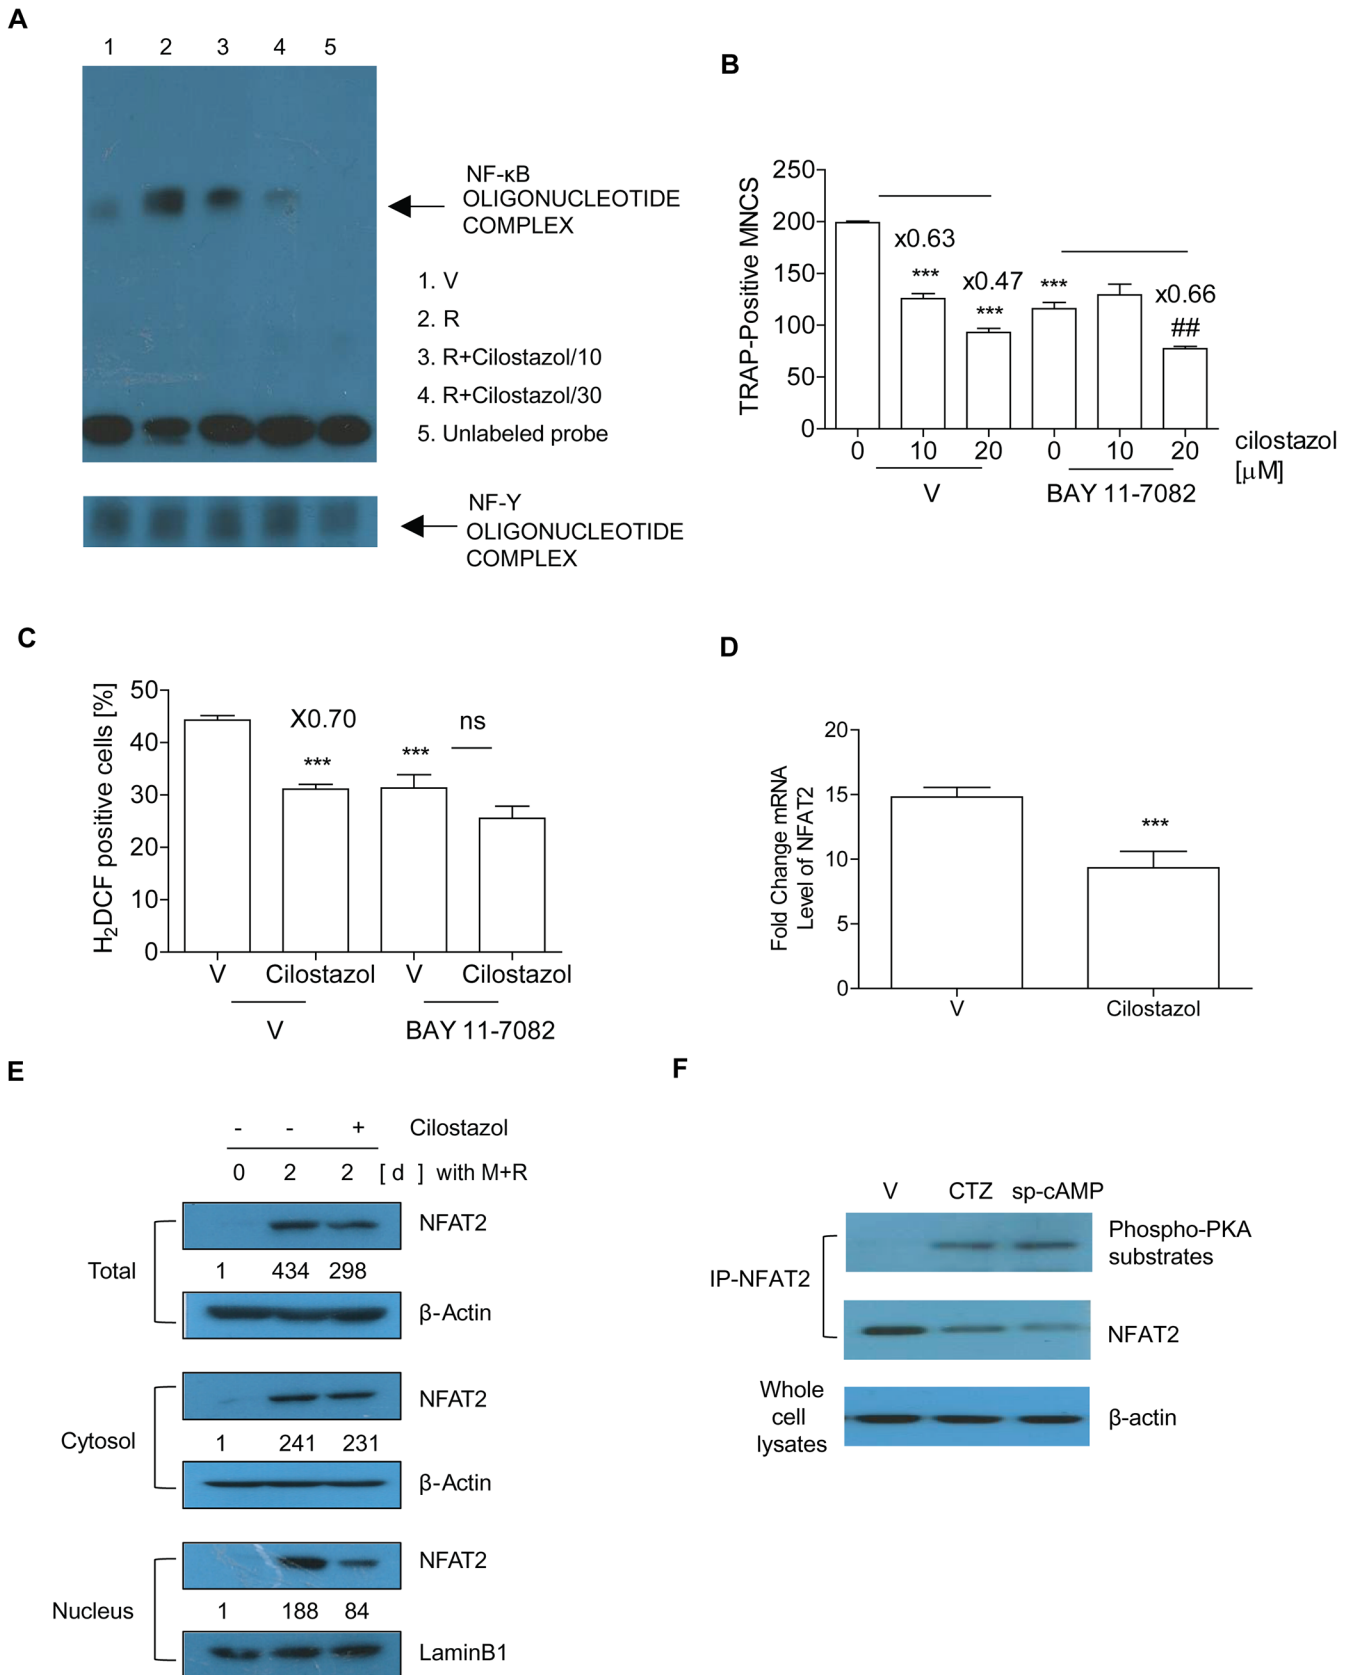 A
1 2 3 4 5
NF-κB
OLIGONUCLEOTIDE
COMPLEX
1. V
2. R
3. R+Cilostazol/10
4. R+Cilostazol/30
5. Unlabeled probe
NF-Y
OLIGONUCLEOTIDE
COMPLEX
B
TRAP-Positive MNCS
250
200
150
100
50
0
x0.63
***
x0.47
***
***
x0.66
##
0 10 20 0 10 20
cilostazol
[μM]
V BAY 11-7082
C
H₂DCF positive cells [%]
50
40
30
20
10
0
X0.70
***
***
ns
V Cilostazol V Cilostazol
V BAY 11-7082
D
Fold Change mRNA
Level of NFAT2
20
15
10
5
0
***
V Cilostazol
E
- - + Cilostazol
0 2 2 [ d ] with M+R
NFAT2
Total
1 434 298
β-Actin
NFAT2
Cytosol
1 241 231
β-Actin
NFAT2
Nucleus
1 188 84
LaminB1
F
V CTZ sp-cAMP
Phospho-PKA
substrates
IP-NFAT2
NFAT2
Whole
cell
lysates
β-actin